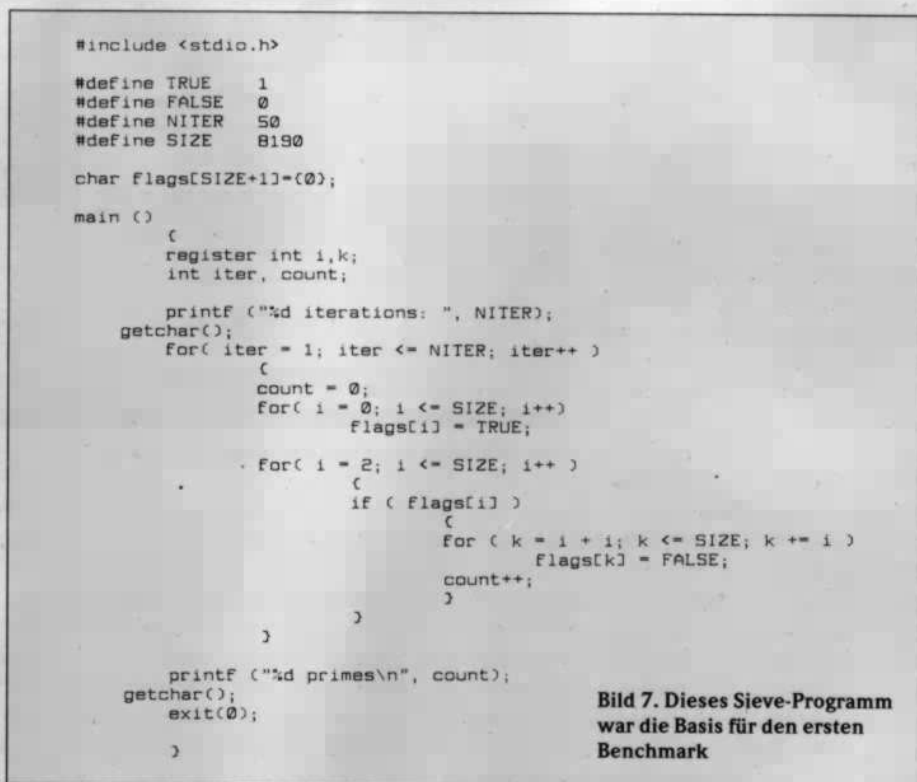 #include <stdio.h>
#define TRUE 1
#define FALSE 0
#define NITER 50
#define SIZE 8190
char flags[SIZE+1]={0};
main ()
{
register int i,k;
int iter, count;
printf ("%d iterations: ", NITER);
getchar();
for( iter = 1; iter <= NITER; iter++ )
{
count = 0;
for( i = 0; i <= SIZE; i++)
flags[i] = TRUE;
for( i = 2; i <= SIZE; i++ )
{
if ( flags[i] )
{
for ( k = i + i; k <= SIZE; k += i )
flags[k] = FALSE;
count++;
}
}
}
printf ("%d primes\n", count);
getchar();
exit(0);
}
Bild 7. Dieses Sieve-Programm
war die Basis für den ersten
Benchmark